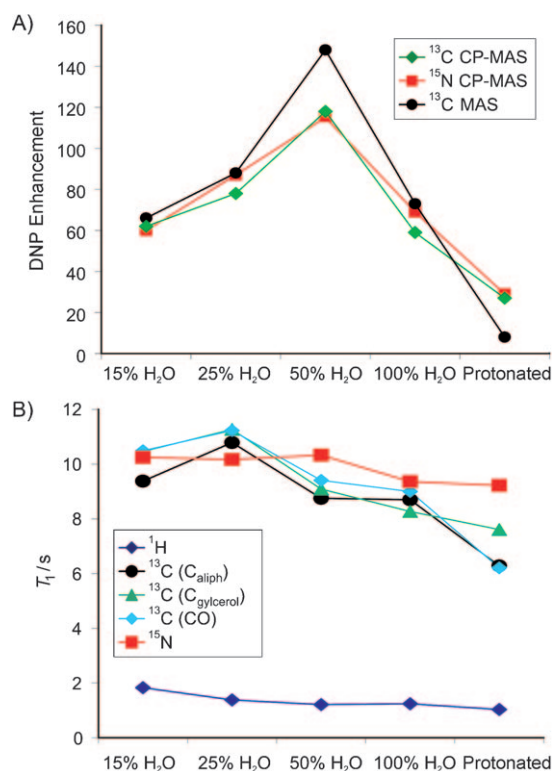 A)
160
140
120
100
80
60
40
20
0
DNP Enhancement
¹³C CP-MAS
¹⁵N CP-MAS
¹³C MAS
15% H₂O 25% H₂O 50% H₂O 100% H₂O Protonated
B)
12
10
8
6
4
2
0
T₁/s
¹H
¹³C (Cₐₗᵢₚₕ)
¹³C (C_gylcerol)
¹³C (CO)
¹⁵N
15% H₂O 25% H₂O 50% H₂O 100% H₂O Protonated